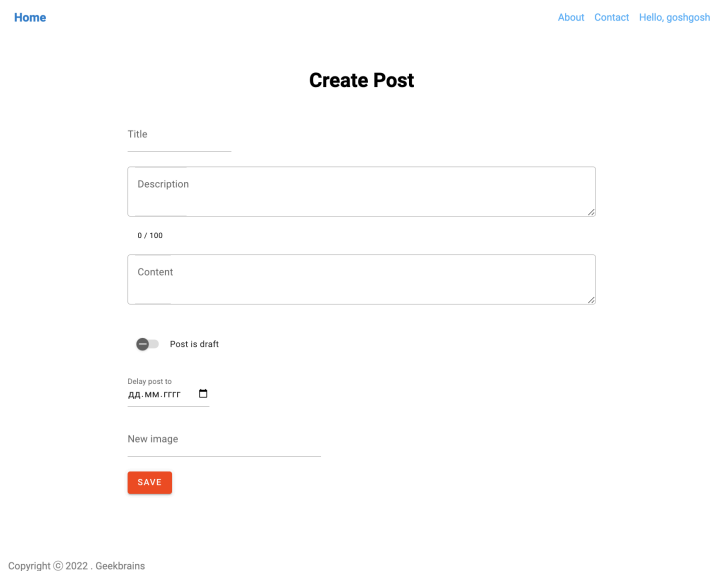 Home
About Contact Hello, goshgosh
Create Post
Title
Description
0 / 100
Content
Post is draft
Delay post to
дд.мм.гггг
New image
SAVE
Copyright ⓒ 2022 . Geekbrains